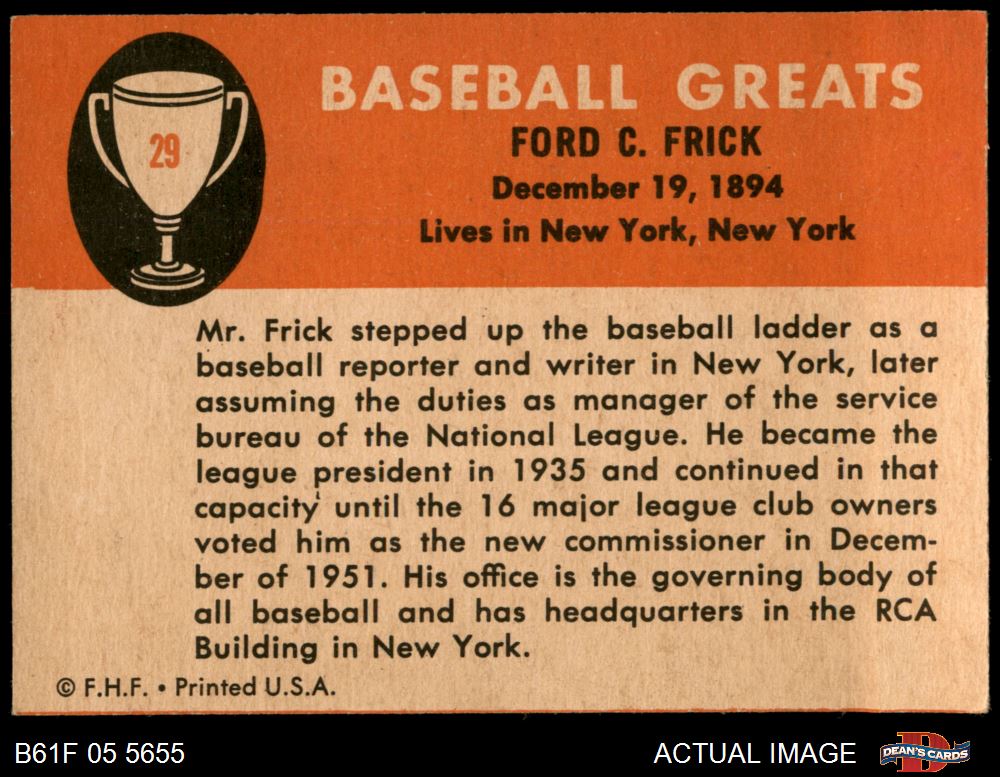 29
BASEBALL GREATS
FORD C. FRICK
December 19, 1894
Lives in New York, New York
Mr. Frick stepped up the baseball ladder as a
baseball reporter and writer in New York, later
assuming the duties as manager of the service
bureau of the National League. He became the
league president in 1935 and continued in that
capacity until the 16 major league club owners
voted him as the new commissioner in Decem-
ber of 1951. His office is the governing body of
all baseball and has headquarters in the RCA
Building in New York.
© F.H.F. • Printed U.S.A.
B61F 05 5655
ACTUAL IMAGE
D
DEAN'S CARDS